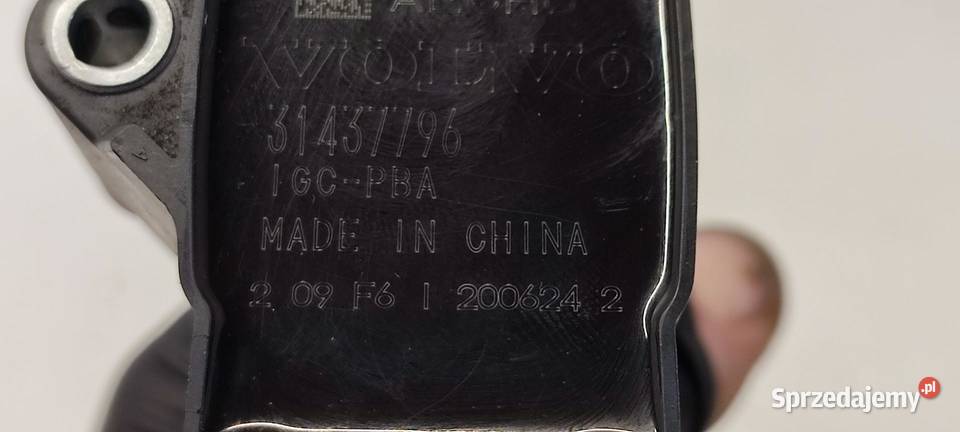 VOLVO
31437796
IGC-PBA
MADE IN CHINA
2 09 F6 I 200624 2
Sprzedajemy.pl